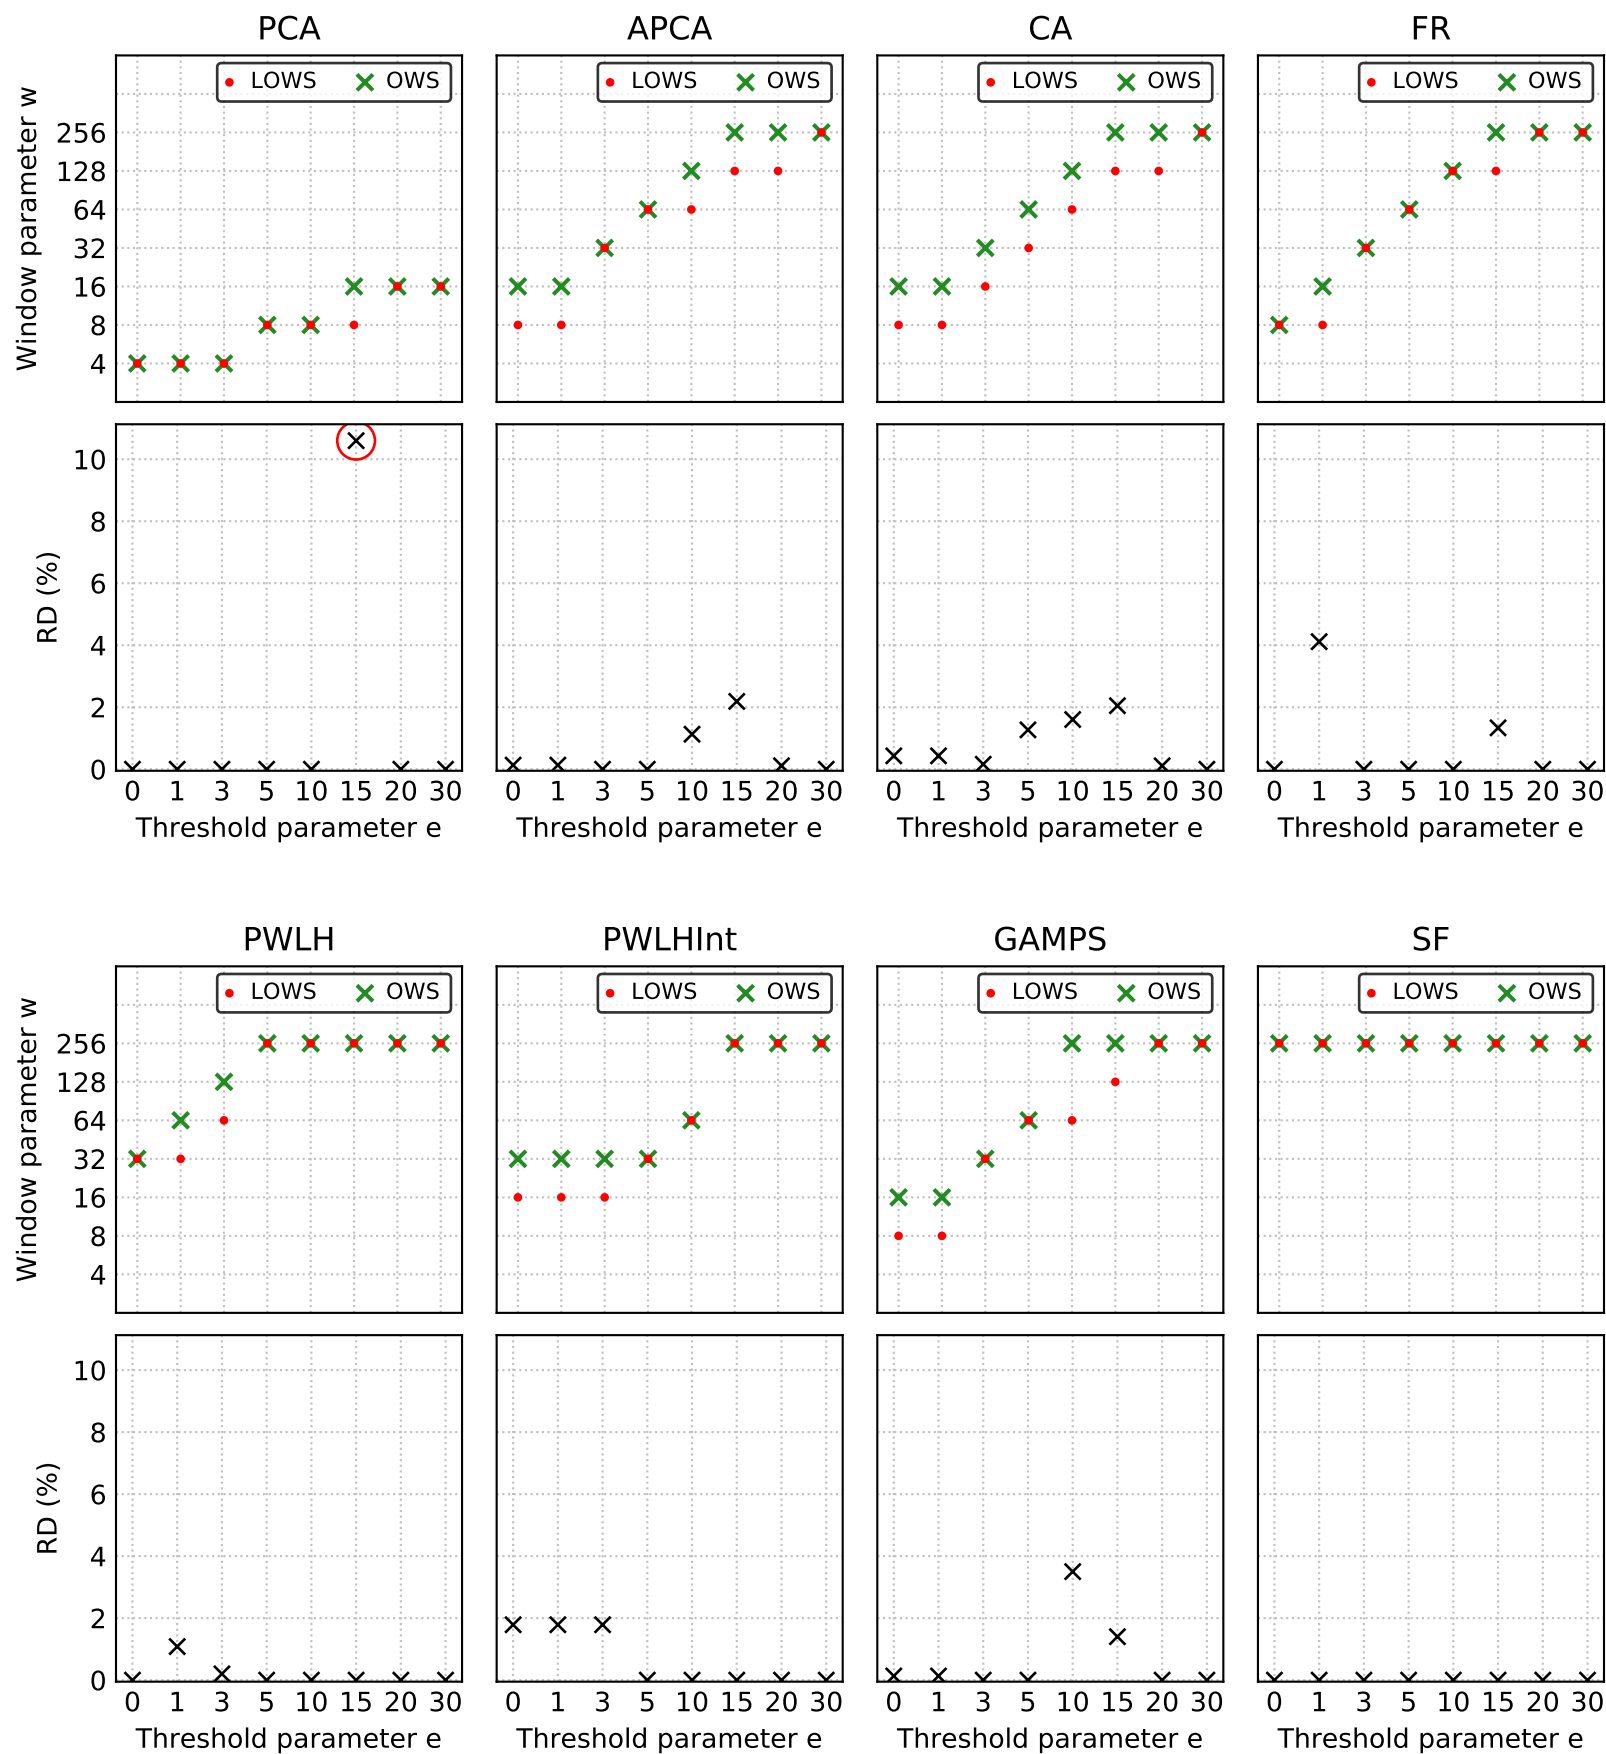 PCA APCA CA FR
LOWS OWS LOWS OWS LOWS OWS LOWS OWS
Window parameter w
256
128
64
32
16
8
4
RD (%)
10
8
6
4
2
0
0 1 3 5 10 15 20 30 0 1 3 5 10 15 20 30 0 1 3 5 10 15 20 30 0 1 3 5 10 15 20 30
Threshold parameter e Threshold parameter e Threshold parameter e Threshold parameter e
PWLH PWLHInt GAMPS SF
LOWS OWS LOWS OWS LOWS OWS LOWS OWS
Window parameter w
256
128
64
32
16
8
4
RD (%)
10
8
6
4
2
0
0 1 3 5 10 15 20 30 0 1 3 5 10 15 20 30 0 1 3 5 10 15 20 30 0 1 3 5 10 15 20 30
Threshold parameter e Threshold parameter e Threshold parameter e Threshold parameter e